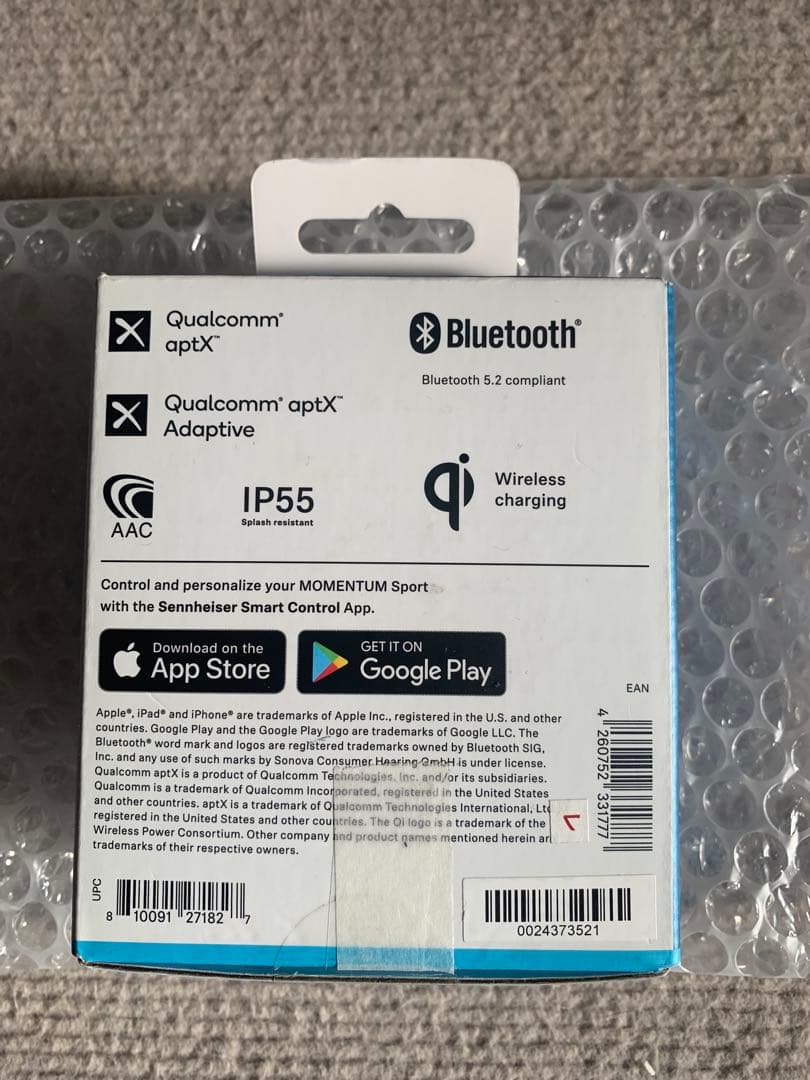 Qualcomm®
aptX™
Bluetooth®
Bluetooth 5.2 compliant
Qualcomm® aptX™
Adaptive
AAC
IP55
Splash resistant
qi
Wireless
charging
Control and personalize your MOMENTUM Sport
with the Sennheiser Smart Control App.
Download on the
App Store
GET IT ON
Google Play
EAN
4 260752 331777
Apple®, iPad® and iPhone® are trademarks of Apple Inc., registered in the U.S. and other
countries. Google Play and the Google Play logo are trademarks of Google LLC. The
Bluetooth® word mark and logos are registered trademarks owned by Bluetooth SIG,
Inc. and any use of such marks by Sonova Consumer Hearing GmbH is under license.
Qualcomm aptX is a product of Qualcomm Technologies, Inc. and/or its subsidiaries.
Qualcomm is a trademark of Qualcomm Incorporated, registered in the United States
and other countries. aptX is a trademark of Qualcomm Technologies International, Ltd
registered in the United States and other countries. The Qi logo is a trademark of the
Wireless Power Consortium. Other company and product names mentioned herein
trademarks of their respective owners.
UPC
8 10091 27182 7
0024373521